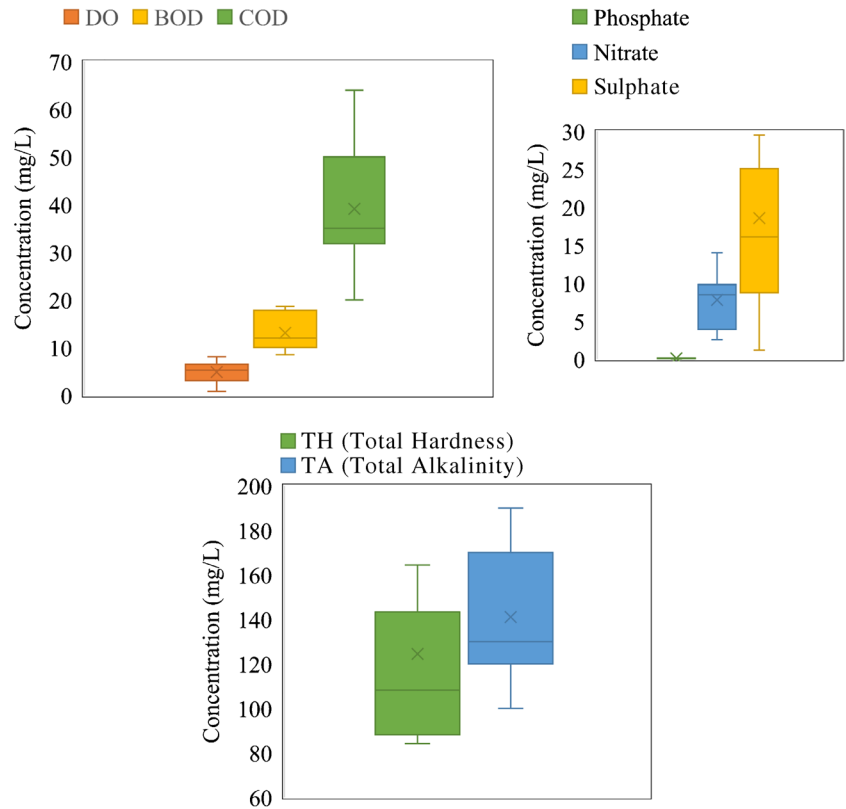 DO BOD COD
Concentration (mg/L)
70
60
50
40
30
20
10
0
Phosphate
Nitrate
Sulphate
Concentration (mg/L)
30
25
20
15
10
5
0
TH (Total Hardness)
TA (Total Alkalinity)
Concentration (mg/L)
200
180
160
140
120
100
80
60